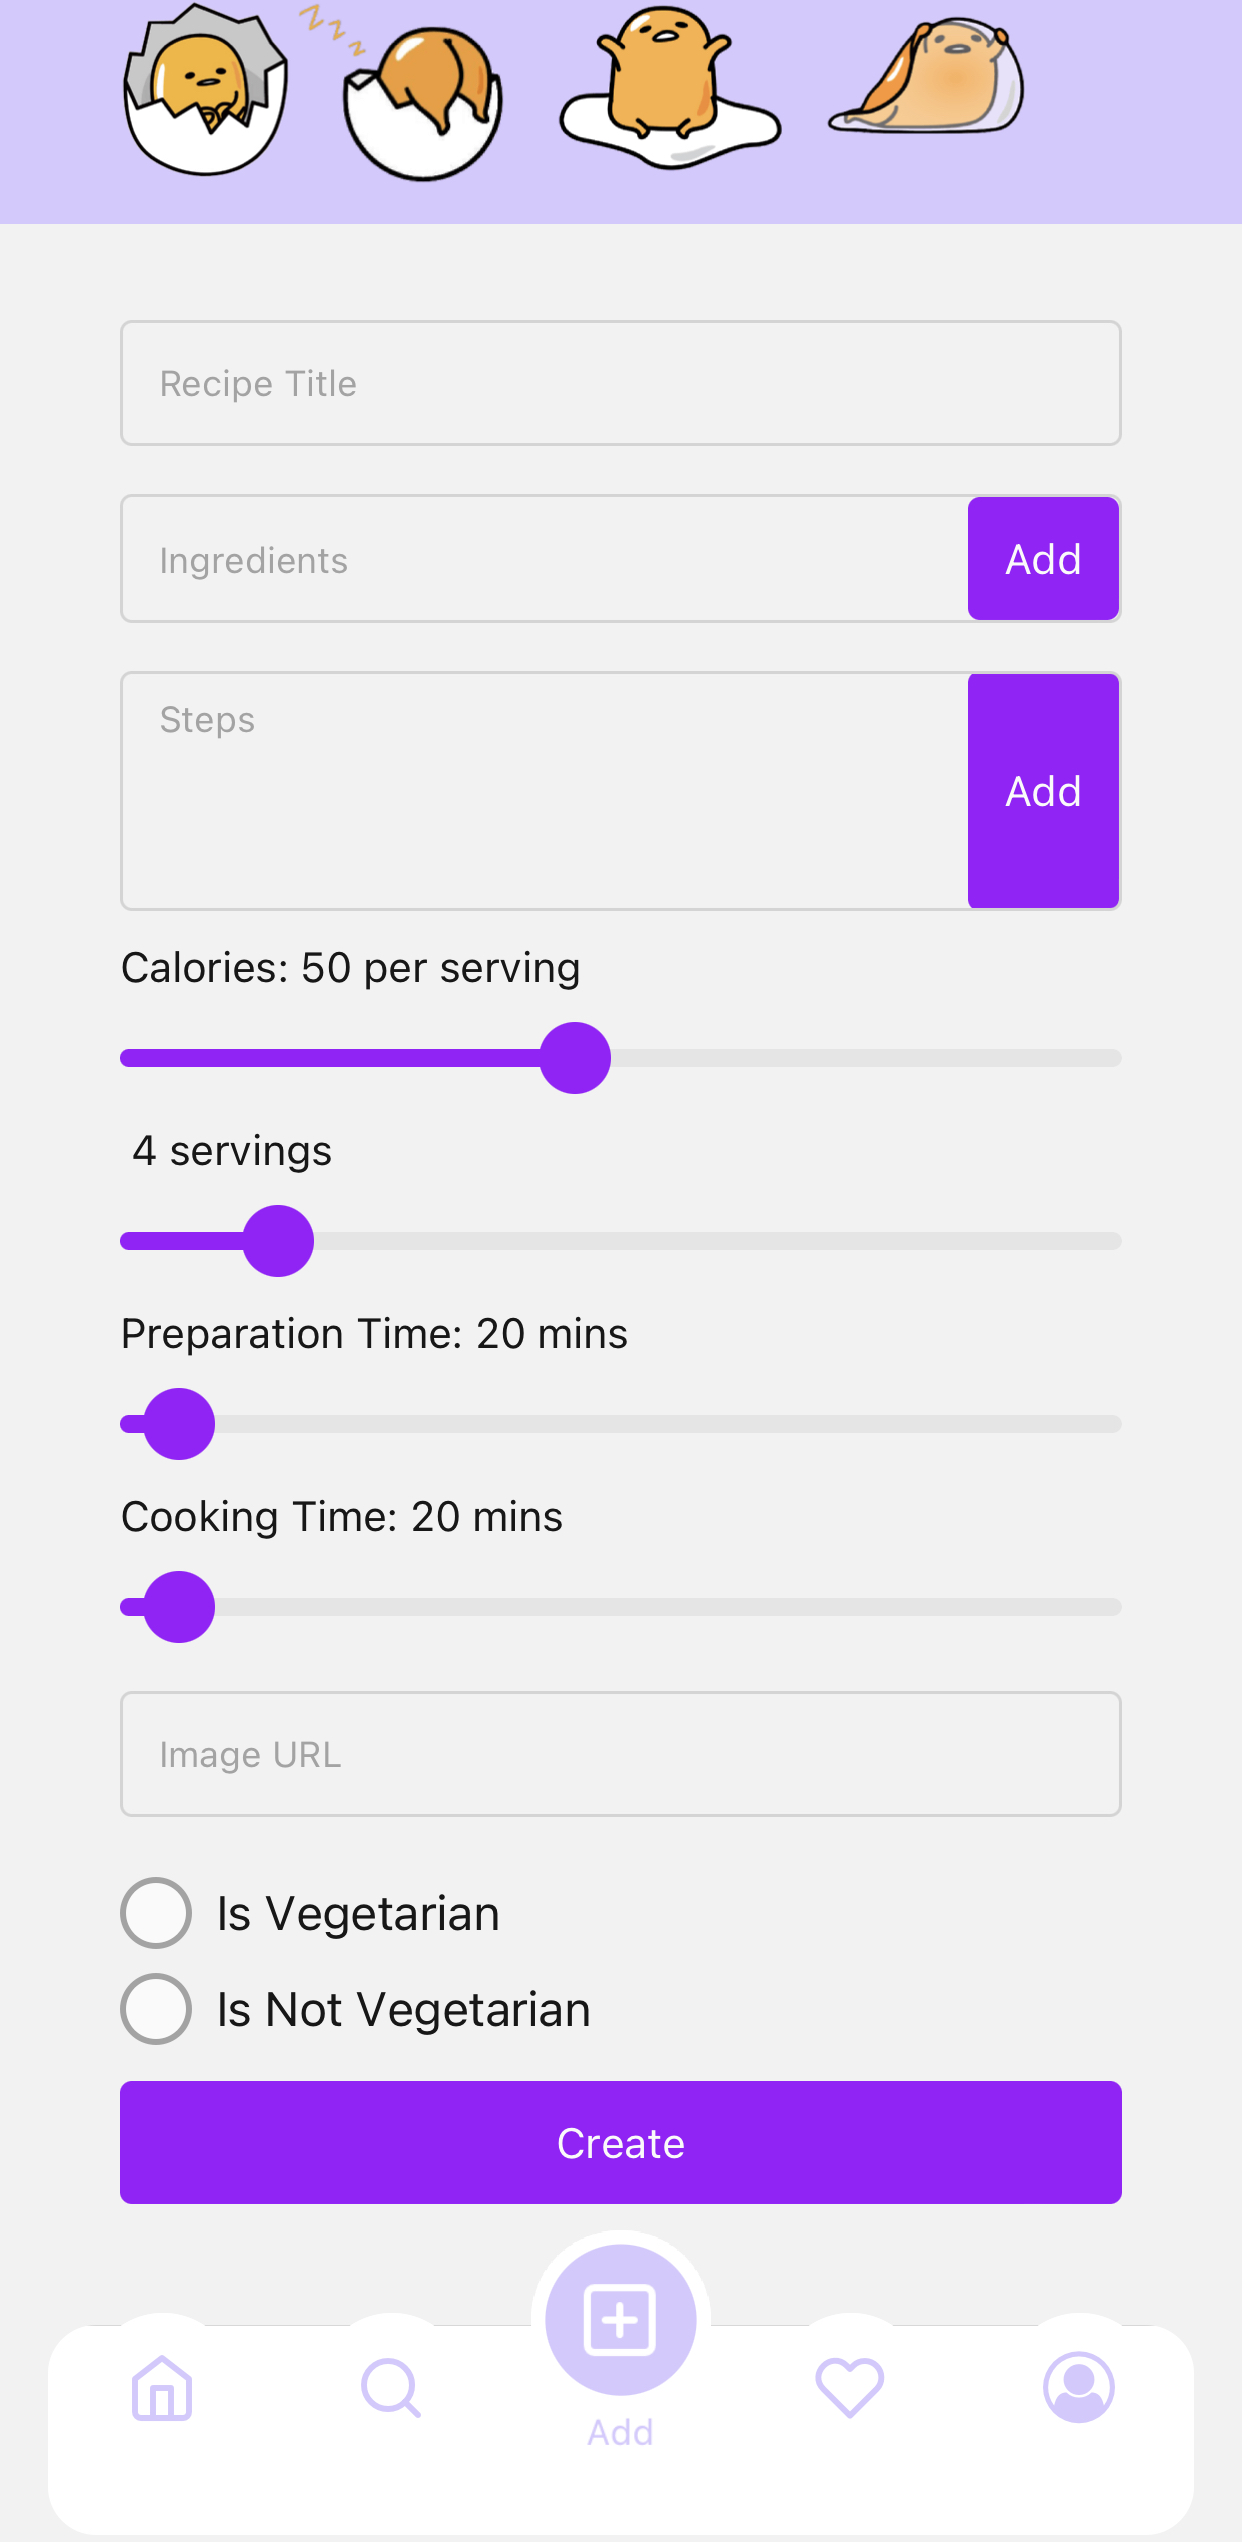 z z z
Recipe Title
Ingredients
Add
Steps
Add
Calories: 50 per serving
4 servings
Preparation Time: 20 mins
Cooking Time: 20 mins
Image URL
Is Vegetarian
Is Not Vegetarian
Create
Add